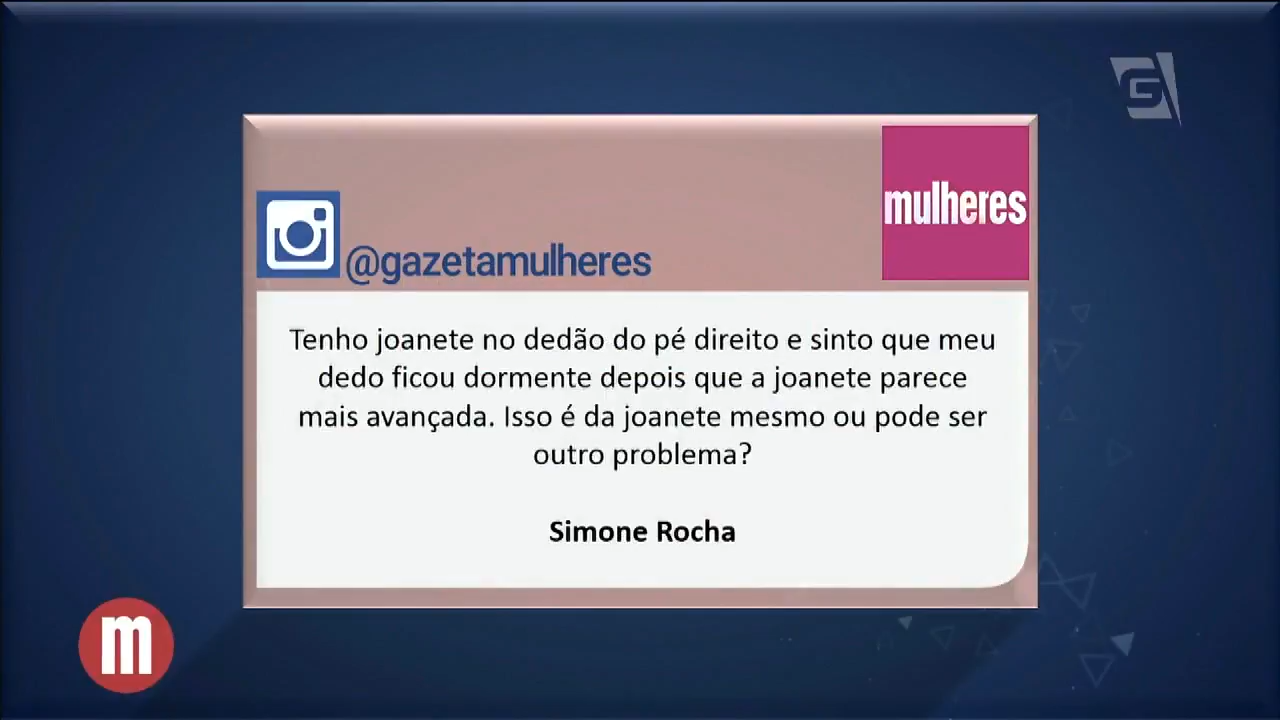 G
mulheres
@gazetamulheres
Tenho joanete no dedão do pé direito e sinto que meu
dedo ficou dormente depois que a joanete parece
mais avançada. Isso é da joanete mesmo ou pode ser
outro problema?
Simone Rocha
m